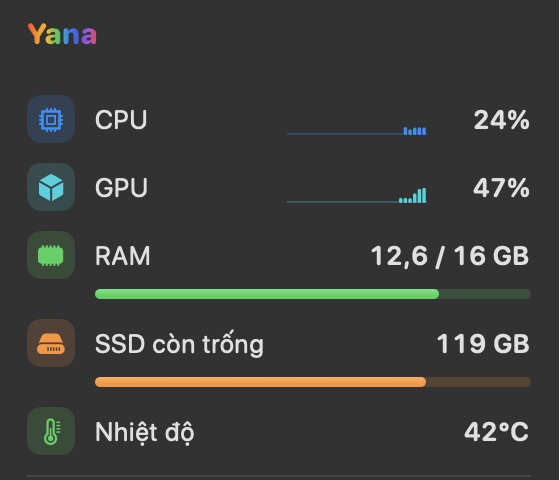 Yana
CPU 24%
GPU 47%
RAM 12,6 / 16 GB
SSD còn trống 119 GB
Nhiệt độ 42°C